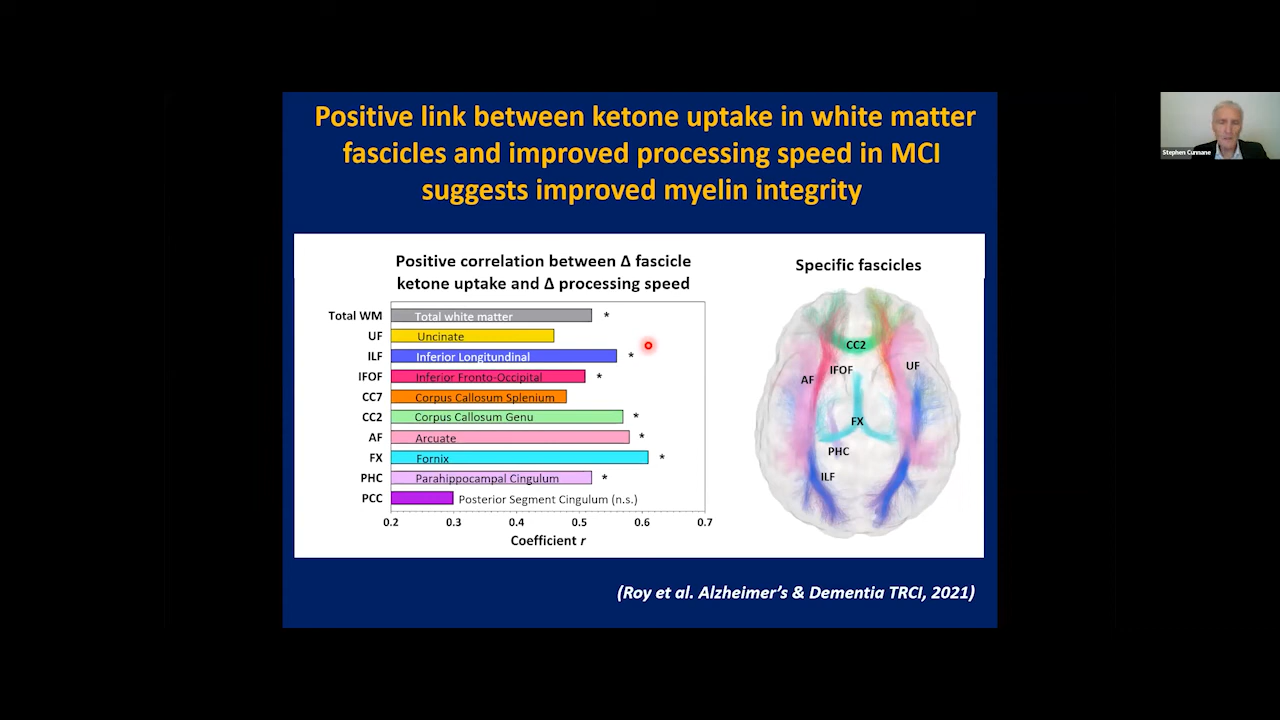 Positive link between ketone uptake in white matter
fascicles and improved processing speed in MCI
suggests improved myelin integrity
Stephen Cunnane
Positive correlation between Δ fascicle
ketone uptake and Δ processing speed
Total WM Total white matter *
UF Uncinate
ILF Inferior Longitundinal *
IFOF Inferior Fronto-Occipital *
CC7 Corpus Callosum Splenium
CC2 Corpus Callosum Genu *
AF Arcuate *
FX Fornix *
PHC Parahippocampal Cingulum *
PCC Posterior Segment Cingulum (n.s.)
0.2 0.3 0.4 0.5 0.6 0.7
Coefficient r
Specific fascicles
CC2
IFOF
UF
AF
FX
PHC
ILF
(Roy et al. Alzheimer's & Dementia TRCI, 2021)